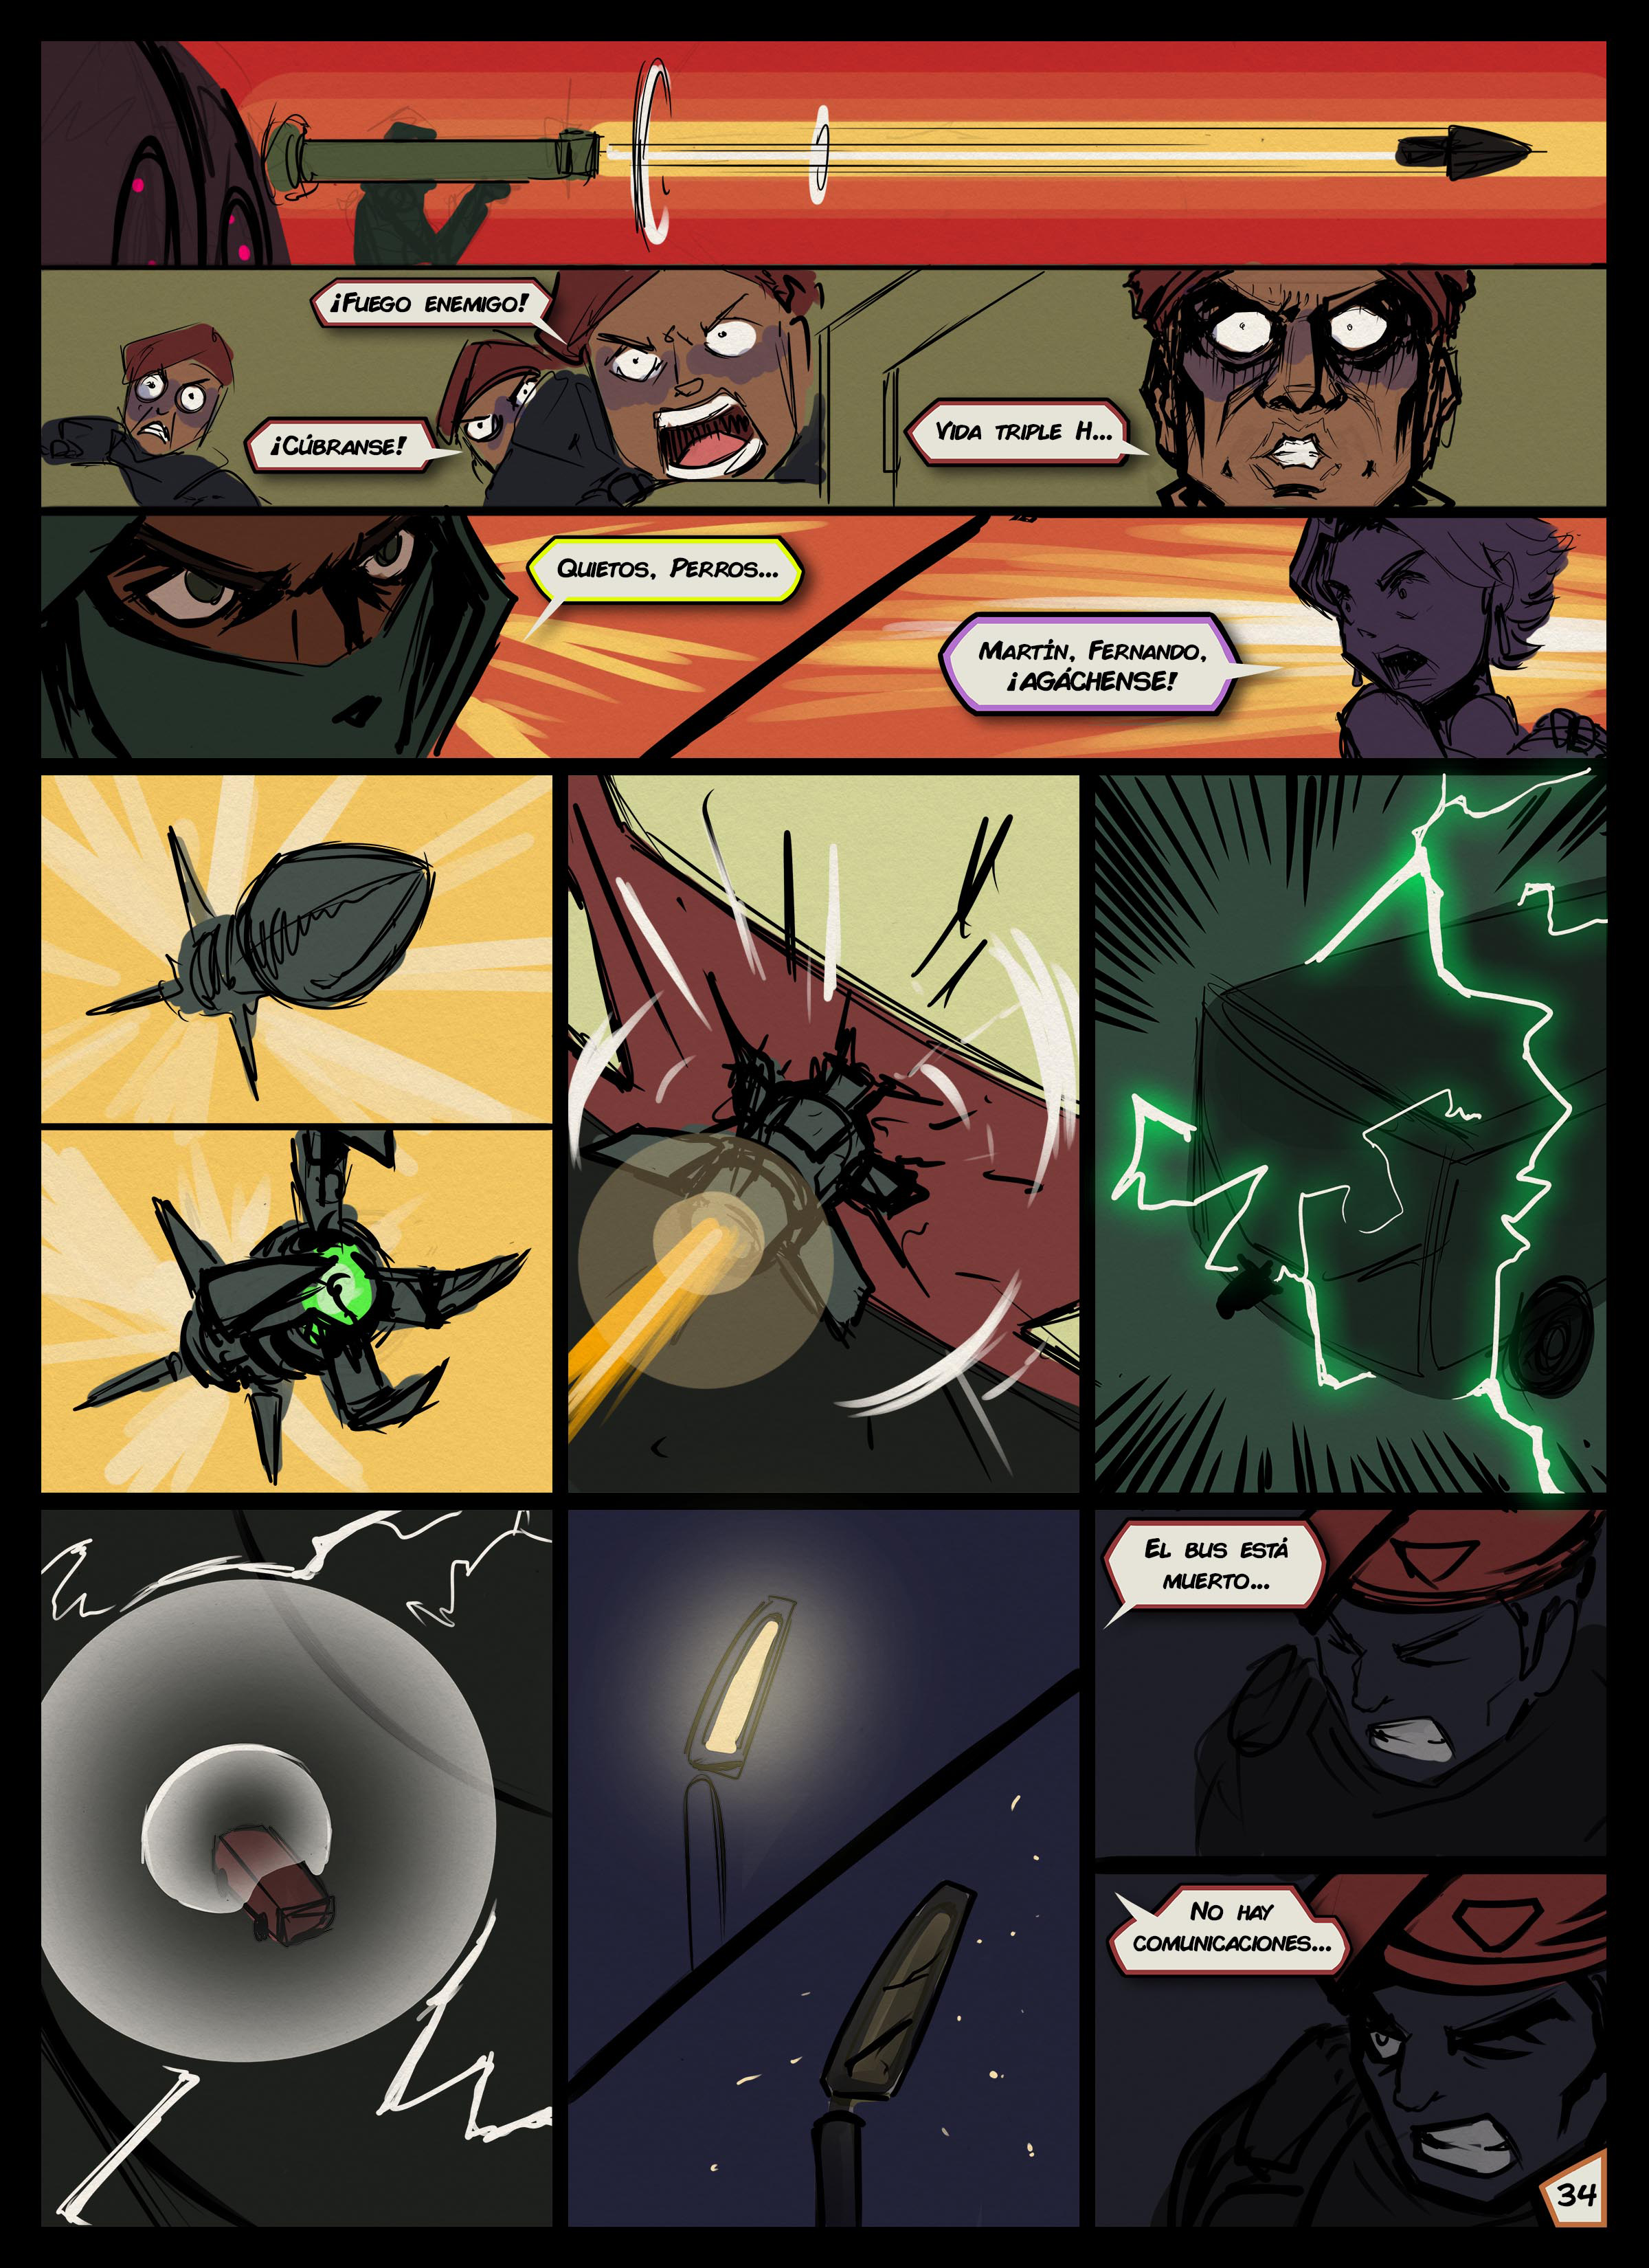 ¡Fuego enemigo!
¡Cúbranse!
Vida triple H...
Quietos, Perros...
Martín, Fernando,
¡agáchense!
El bus está
muerto...
No hay
comunicaciones...
34